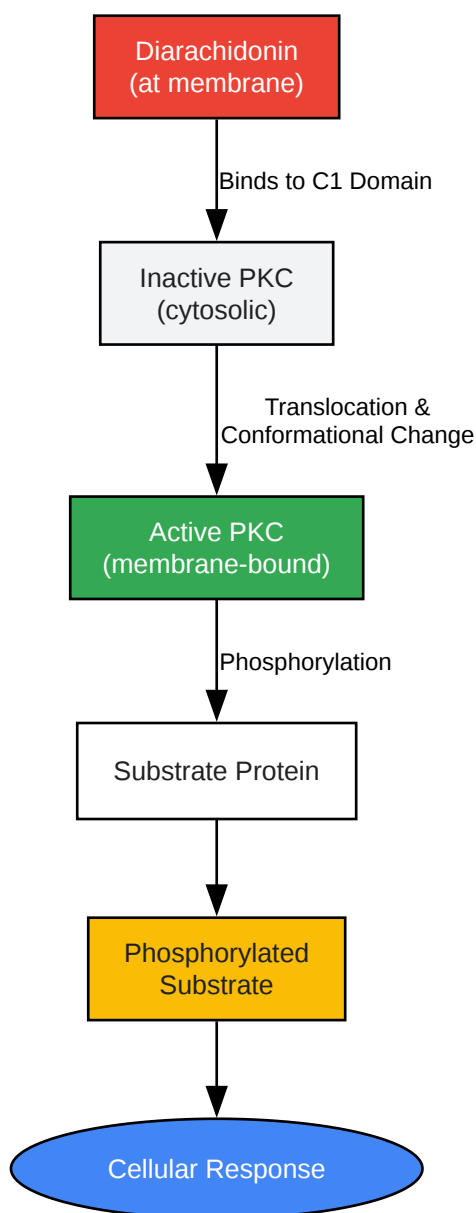 Diarachidonin
(at membrane)
Binds to C1 Domain
Inactive PKC
(cytosolic)
Translocation &
Conformational Change
Active PKC
(membrane-bound)
Phosphorylation
Substrate Protein
Phosphorylated
Substrate
Cellular Response